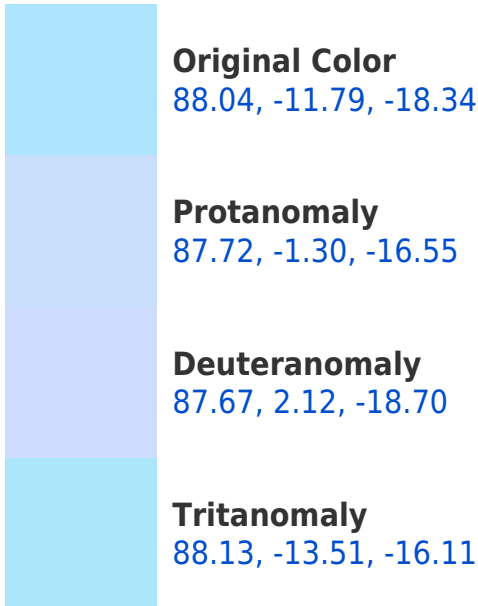 Original Color
88.04, -11.79, -18.34
Protanomaly
87.72, -1.30, -16.55
Deuteranomaly
87.67, 2.12, -18.70
Tritanomaly
88.13, -13.51, -16.11